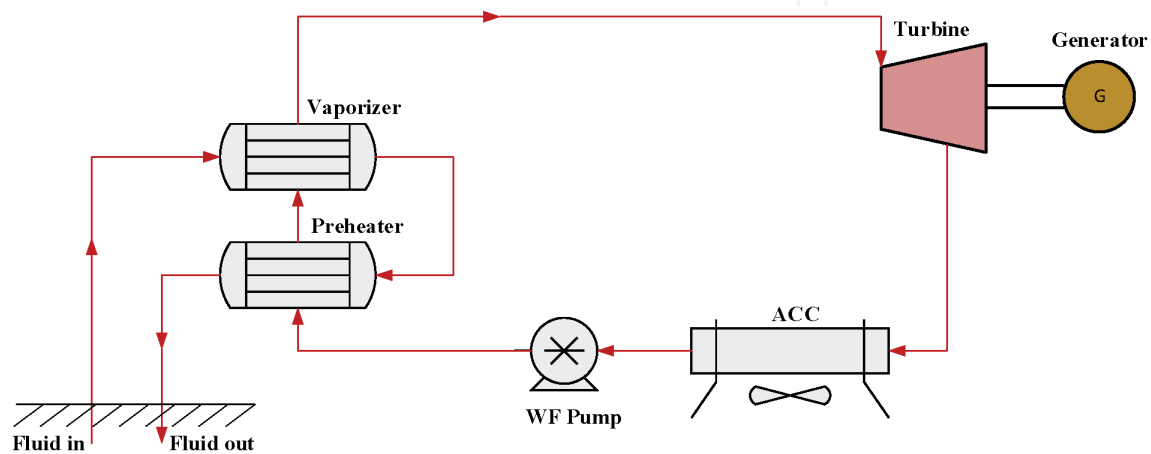 Turbine
Generator
G
Vaporizer
Preheater
ACC
WF Pump
Fluid in
Fluid out